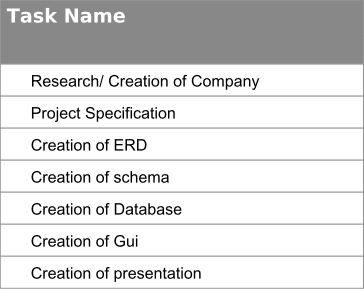 Task Name
Research/ Creation of Company
Project Specification
Creation of ERD
Creation of schema
Creation of Database
Creation of Gui
Creation of presentation